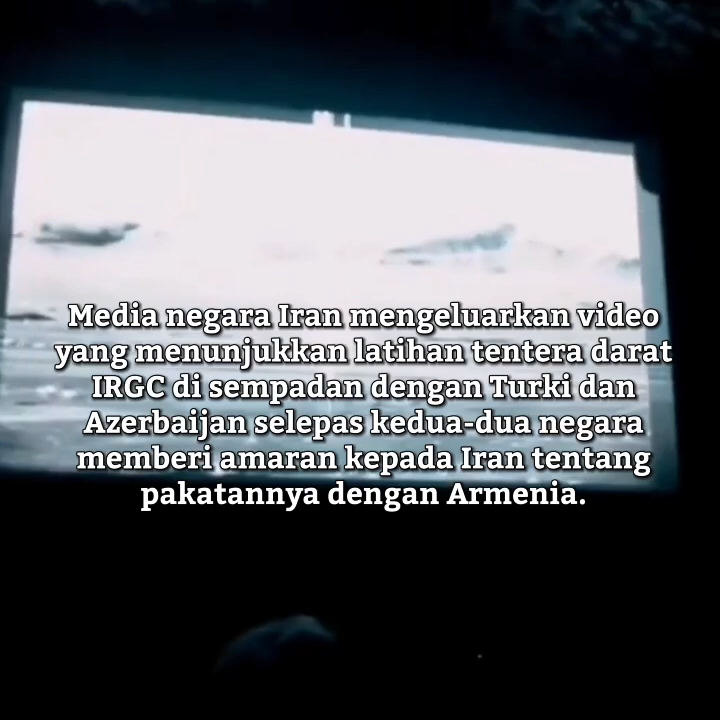 Media negara Iran mengeluarkan video
yang menunjukkan latihan tentera darat
IRGC di sempadan dengan Turki dan
Azerbaijan selepas kedua-dua negara
memberi amaran kepada Iran tentang
pakatannya dengan Armenia.